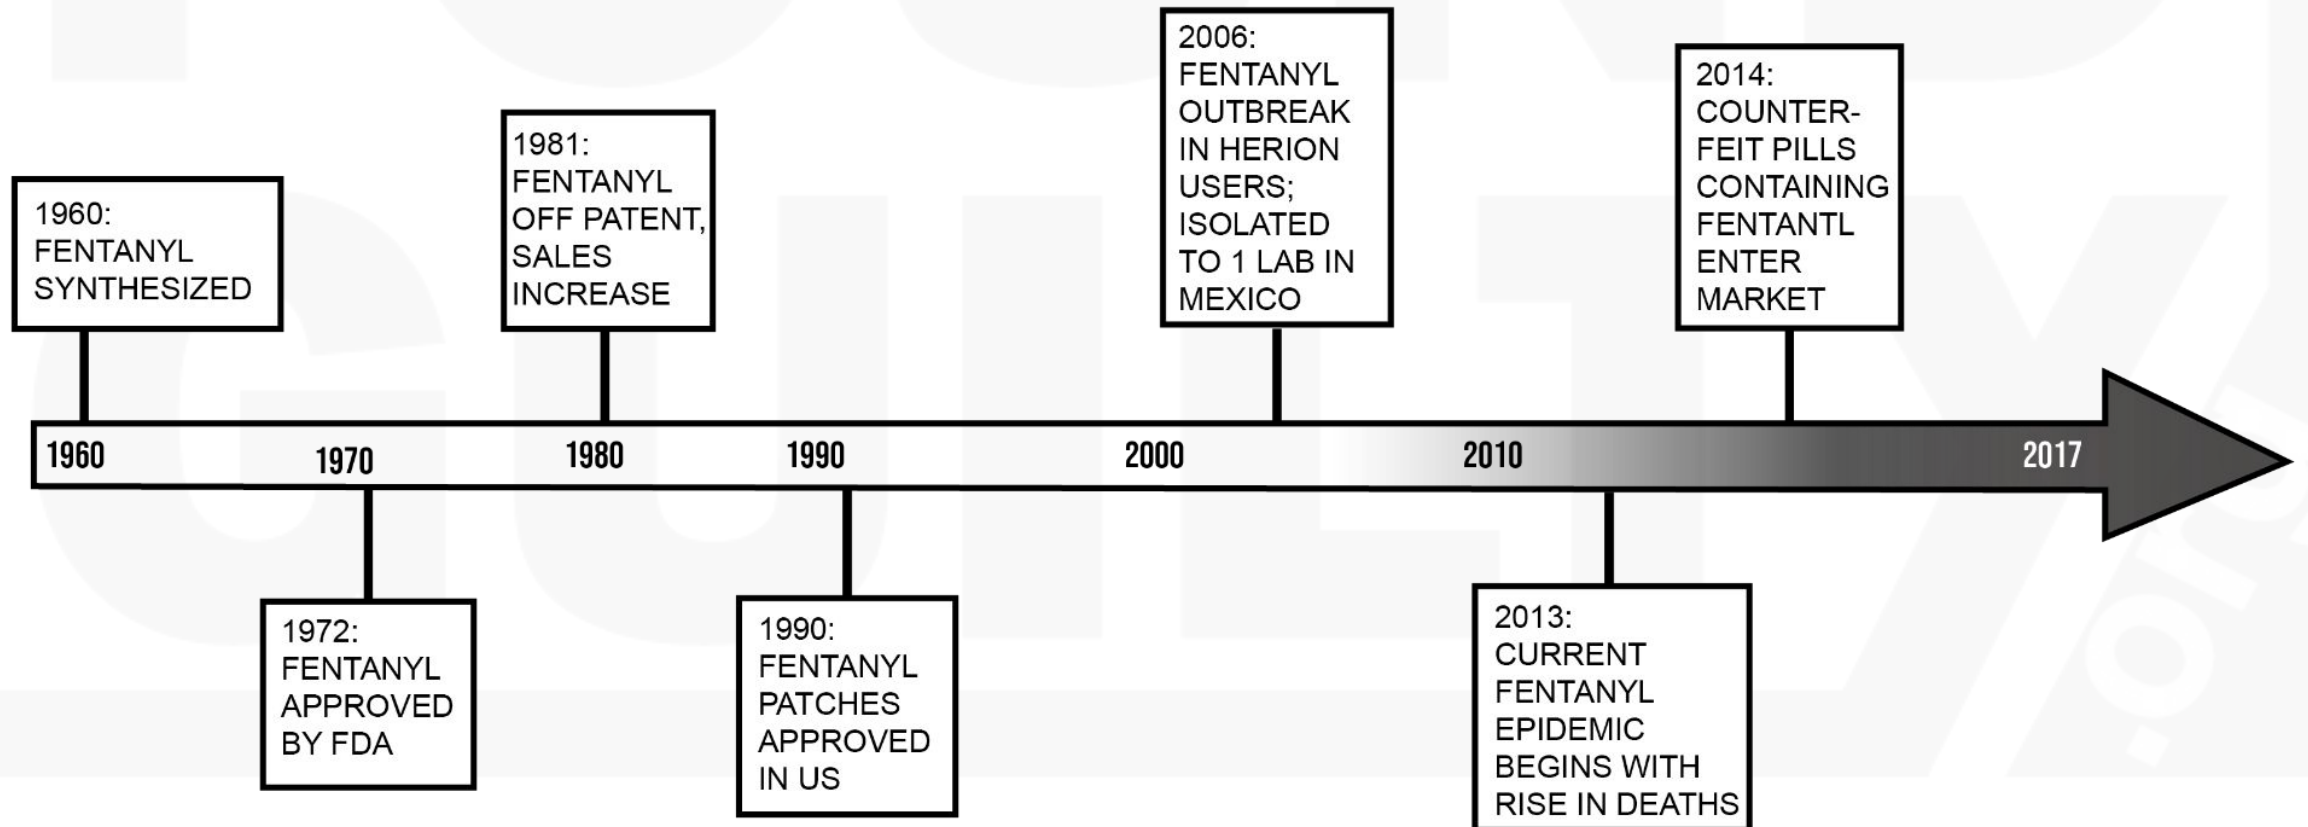 1960:
FENTANYL
SYNTHESIZED
1981:
FENTANYL
OFF PATENT,
SALES
INCREASE
2006:
FENTANYL
OUTBREAK
IN HERION
USERS;
ISOLATED
TO 1 LAB IN
MEXICO
2014:
COUNTER-
FEIT PILLS
CONTAINING
FENTANTL
ENTER
MARKET
1960 1970 1980 1990 2000 2010 2017
1972:
FENTANYL
APPROVED
BY FDA
1990:
FENTANYL
PATCHES
APPROVED
IN US
2013:
CURRENT
FENTANYL
EPIDEMIC
BEGINS WITH
RISE IN DEATHS
GUILTY
.org